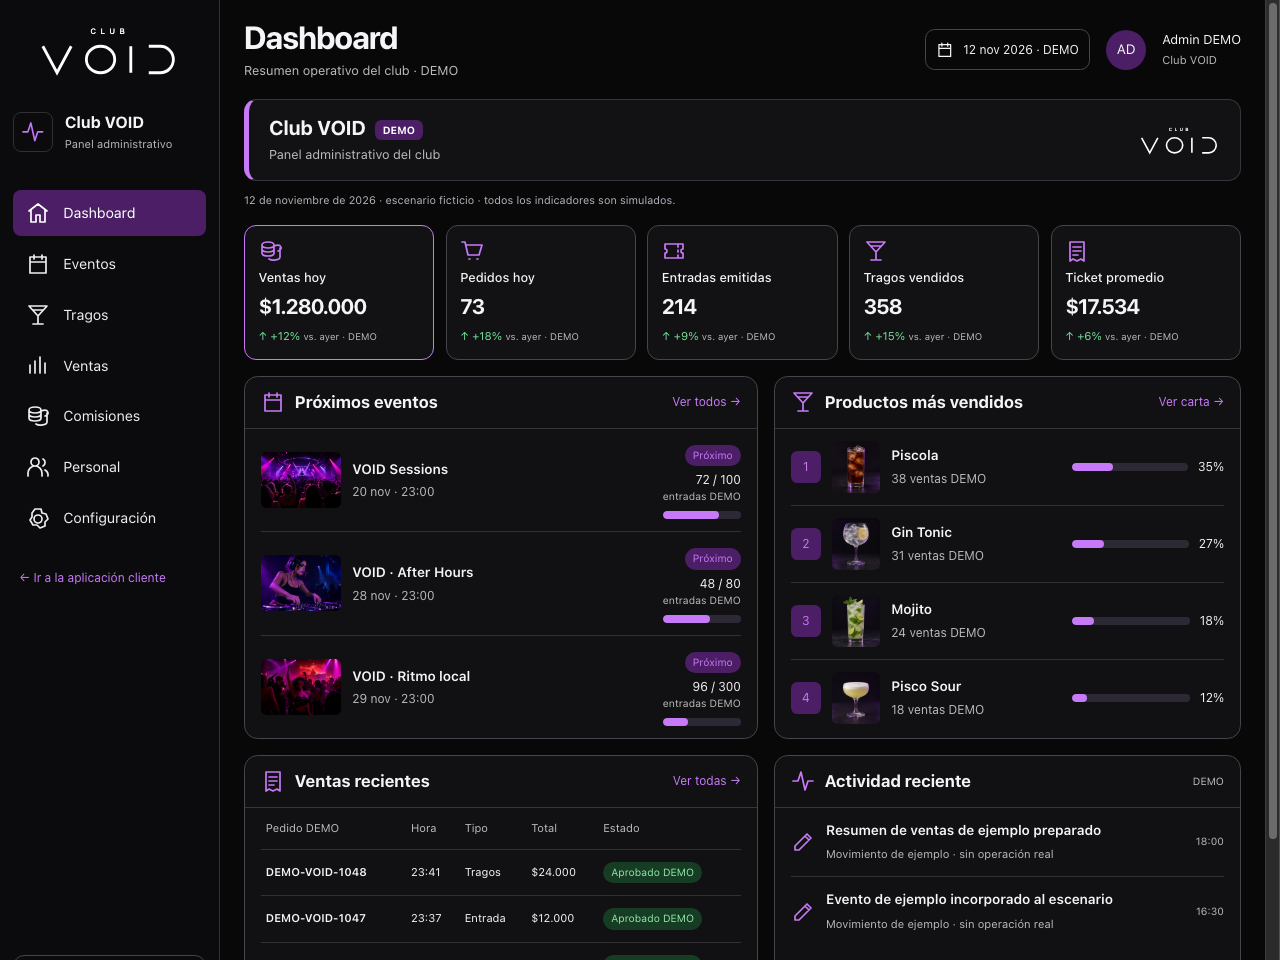 CLUB
VOID
Club VOID
Panel administrativo
Dashboard
Eventos
Tragos
Ventas
Comisiones
Personal
Configuración
← Ir a la aplicación cliente
Dashboard
Resumen operativo del club · DEMO
12 nov 2026 · DEMO
AD
Admin DEMO
Club VOID
Club VOID DEMO
Panel administrativo del club
CLUB
VOID
12 de noviembre de 2026 · escenario ficticio · todos los indicadores son simulados.
Ventas hoy
$1.280.000
↑ +12% vs. ayer · DEMO
Pedidos hoy
73
↑ +18% vs. ayer · DEMO
Entradas emitidas
214
↑ +9% vs. ayer · DEMO
Tragos vendidos
358
↑ +15% vs. ayer · DEMO
Ticket promedio
$17.534
↑ +6% vs. ayer · DEMO
Próximos eventos
Ver todos →
VOID Sessions
20 nov · 23:00
Próximo
72 / 100
entradas DEMO
VOID · After Hours
28 nov · 23:00
Próximo
48 / 80
entradas DEMO
VOID · Ritmo local
29 nov · 23:00
Próximo
96 / 300
entradas DEMO
Productos más vendidos
Ver carta →
1
Piscola
38 ventas DEMO
35%
2
Gin Tonic
31 ventas DEMO
27%
3
Mojito
24 ventas DEMO
18%
4
Pisco Sour
18 ventas DEMO
12%
Ventas recientes
Ver todas →
Pedido DEMO Hora Tipo Total Estado
DEMO-VOID-1048 23:41 Tragos $24.000 Aprobado DEMO
DEMO-VOID-1047 23:37 Entrada $12.000 Aprobado DEMO
Actividad reciente
DEMO
Resumen de ventas de ejemplo preparado
Movimiento de ejemplo · sin operación real
18:00
Evento de ejemplo incorporado al escenario
Movimiento de ejemplo · sin operación real
16:30